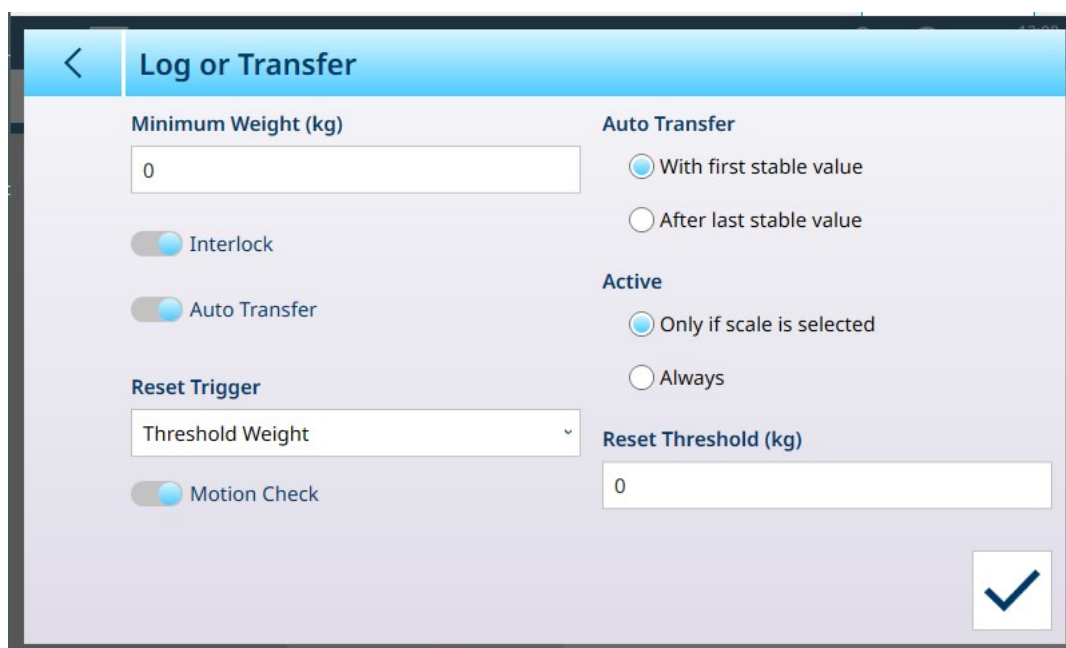 Log or Transfer
Minimum Weight (kg)
0
Interlock
Auto Transfer
Reset Trigger
Threshold Weight
Motion Check
Auto Transfer
With first stable value
After last stable value
Active
Only if scale is selected
Always
Reset Threshold (kg)
0